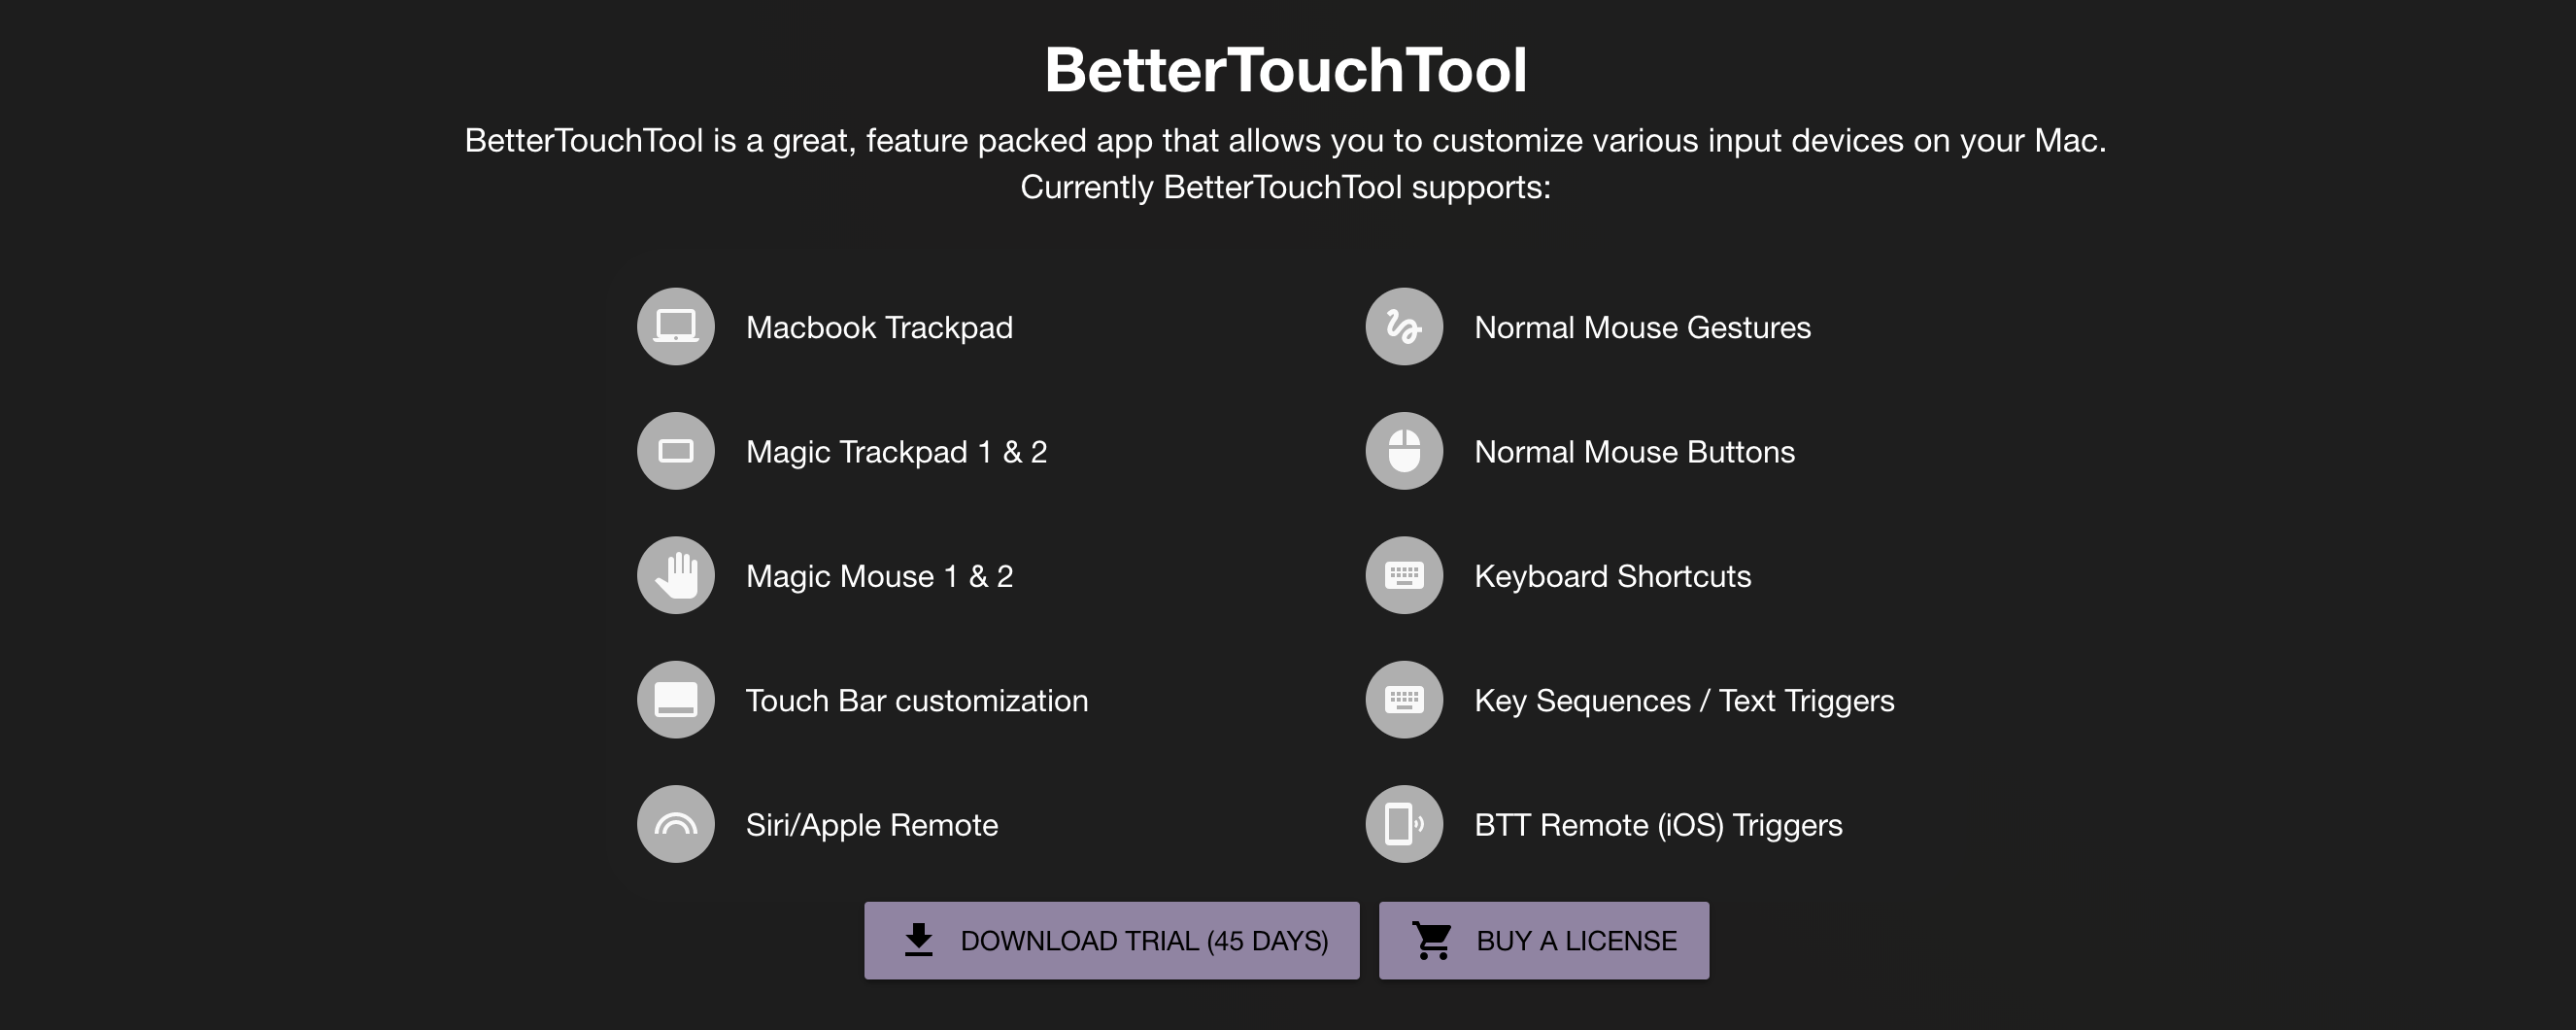 BetterTouchTool
BetterTouchTool is a great, feature packed app that allows you to customize various input devices on your Mac.
Currently BetterTouchTool supports:
Macbook Trackpad
Normal Mouse Gestures
Magic Trackpad 1 & 2
Normal Mouse Buttons
Magic Mouse 1 & 2
Keyboard Shortcuts
Touch Bar customization
Key Sequences / Text Triggers
Siri/Apple Remote
BTT Remote (iOS) Triggers
DOWNLOAD TRIAL (45 DAYS)
BUY A LICENSE